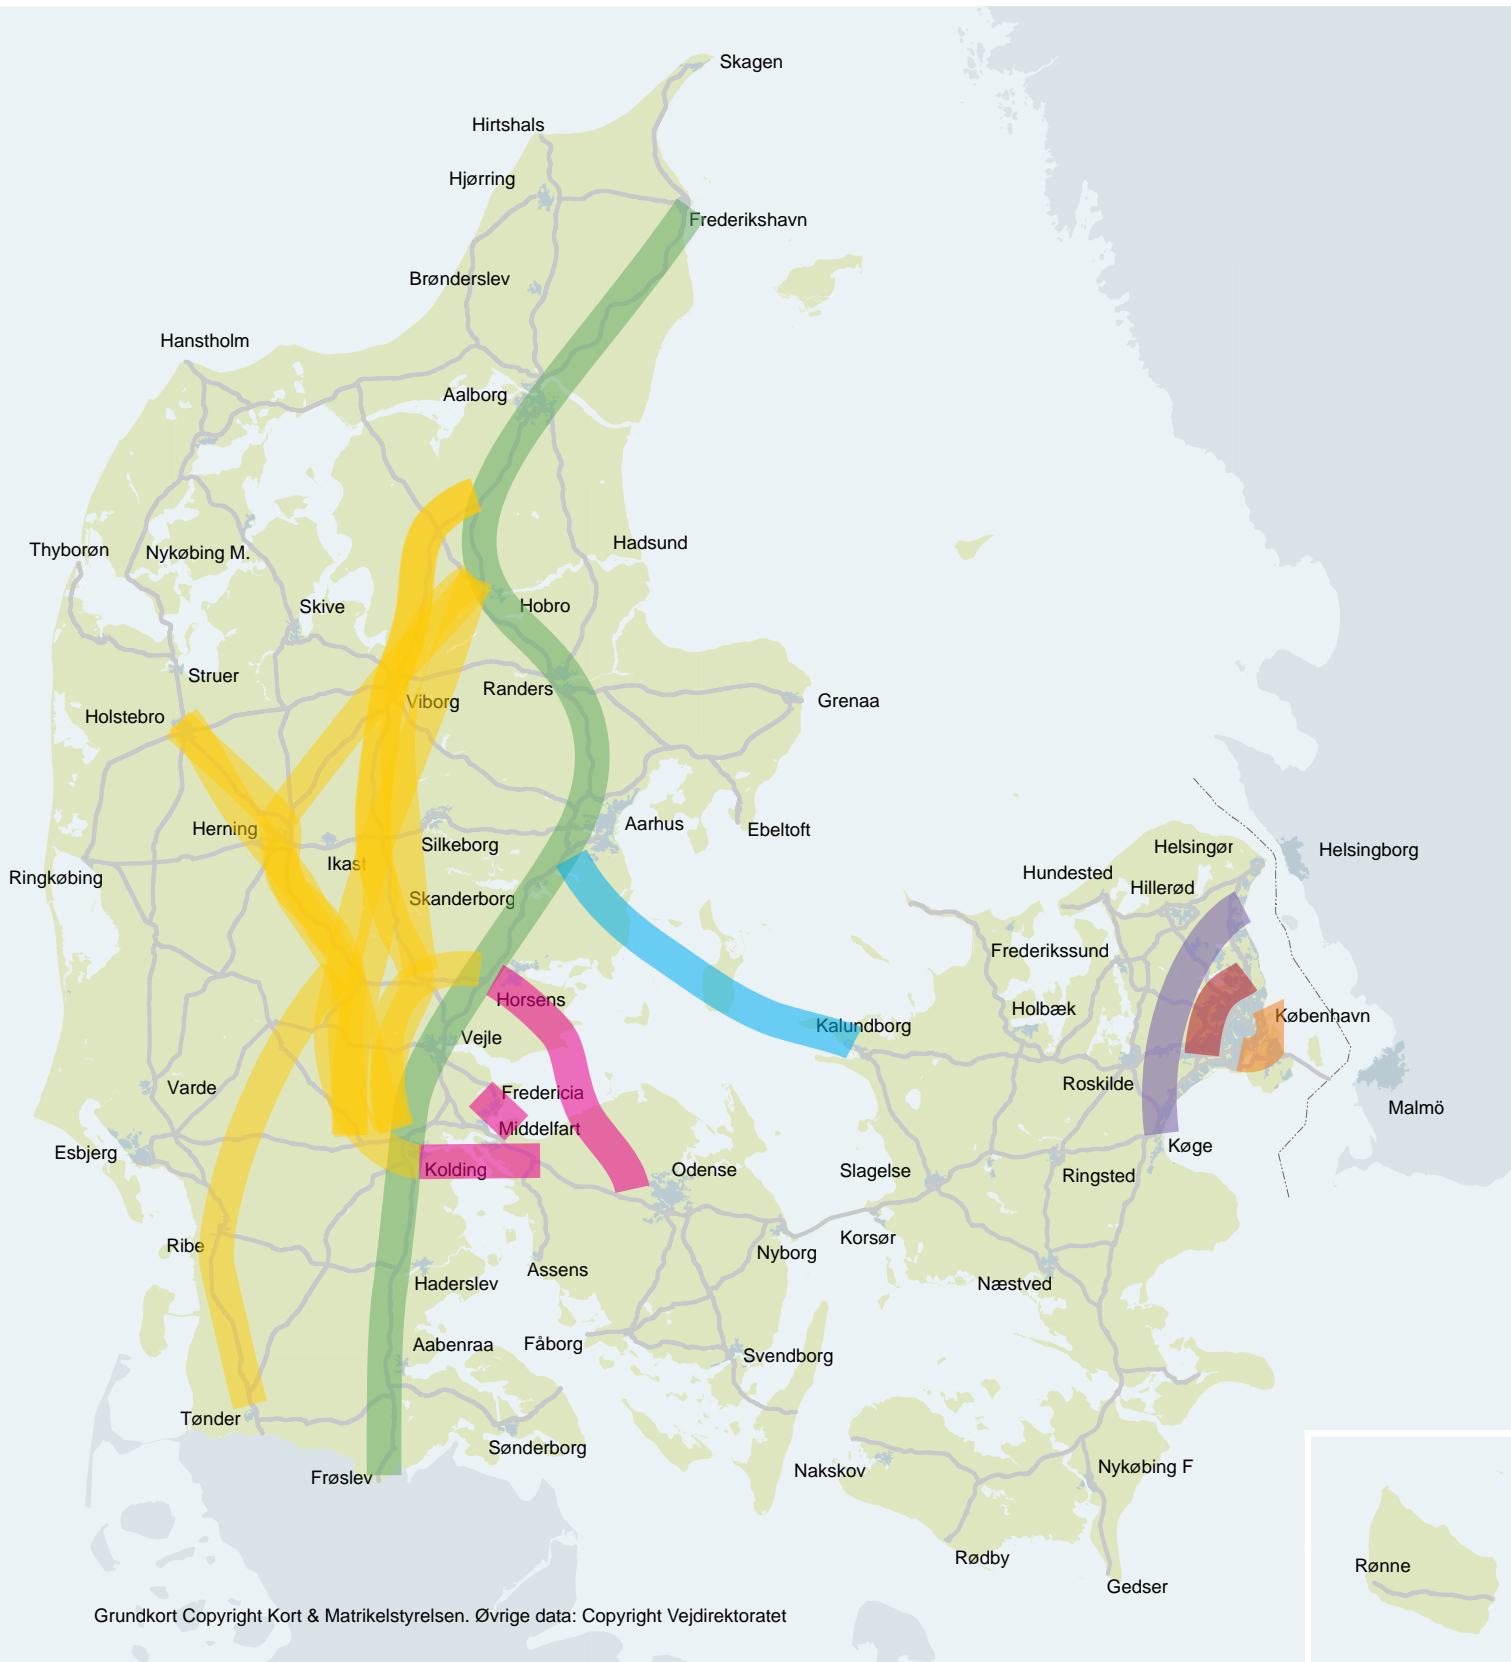 Skagen
Hirtshals
Hjørring
Frederikshavn
Brønderslev
Hanstholm
Aalborg
Hadsund
Thyborøn
Nykøbing M.
Skive
Hobro
Struer
Randers
Viborg
Grenaa
Holstebro
Aarhus
Ebeltoft
Herning
Silkeborg
Ikast
Helsingør
Helsingborg
Hundested
Hillerød
Ringkøbing
Skanderborg
Frederikssund
Horsens
Holbæk
København
Kalundborg
Vejle
Roskilde
Varde
Fredericia
Malmö
Middelfart
Køge
Esbjerg
Kolding
Odense
Slagelse
Ringsted
Ribe
Korsør
Nyborg
Assens
Haderslev
Næstved
Aabenraa
Fåborg
Svendborg
Tønder
Sønderborg
Frøslev
Nakskov
Nykøbing F
Rødby
Rønne
Gedser
Grundkort Copyright Kort & Matrikelstyrelsen. Øvrige data: Copyright Vejdirektoratet